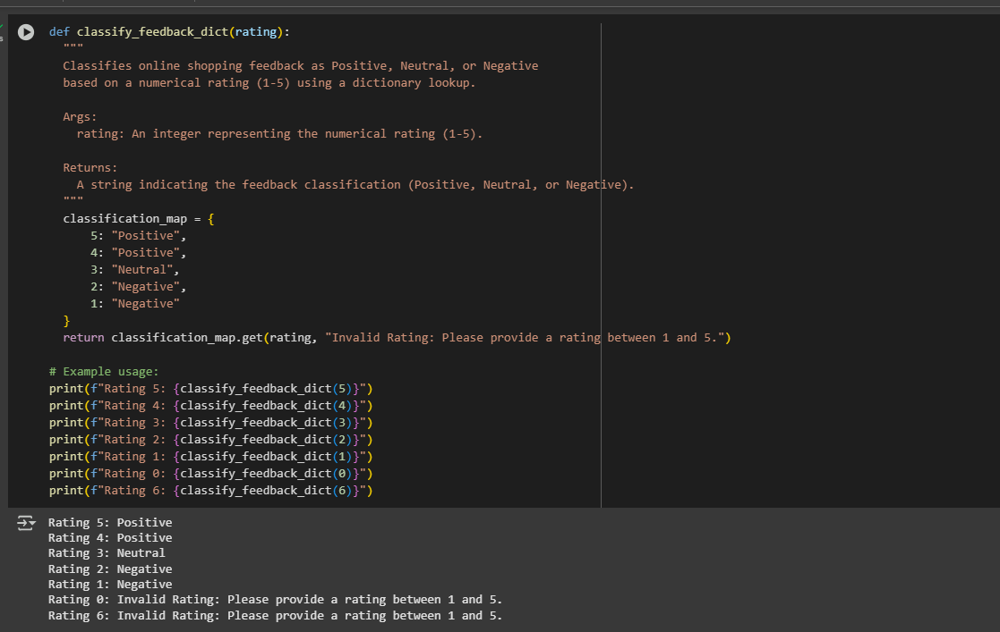 def classify_feedback_dict(rating):
  """
  Classifies online shopping feedback as Positive, Neutral, or Negative
  based on a numerical rating (1-5) using a dictionary lookup.

  Args:
    rating: An integer representing the numerical rating (1-5).

  Returns:
    A string indicating the feedback classification (Positive, Neutral, or Negative).
  """
  classification_map = {
      5: "Positive",
      4: "Positive",
      3: "Neutral",
      2: "Negative",
      1: "Negative"
  }
  return classification_map.get(rating, "Invalid Rating: Please provide a rating between 1 and 5.")

# Example usage:
print(f"Rating 5: {classify_feedback_dict(5)}")
print(f"Rating 4: {classify_feedback_dict(4)}")
print(f"Rating 3: {classify_feedback_dict(3)}")
print(f"Rating 2: {classify_feedback_dict(2)}")
print(f"Rating 1: {classify_feedback_dict(1)}")
print(f"Rating 0: {classify_feedback_dict(0)}")
print(f"Rating 6: {classify_feedback_dict(6)}")
Rating 5: Positive
Rating 4: Positive
Rating 3: Neutral
Rating 2: Negative
Rating 1: Negative
Rating 0: Invalid Rating: Please provide a rating between 1 and 5.
Rating 6: Invalid Rating: Please provide a rating between 1 and 5.